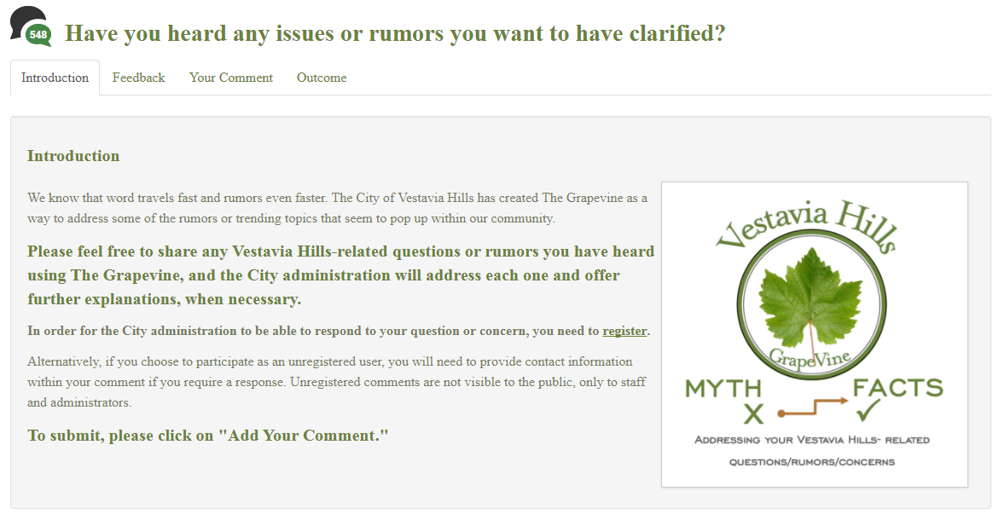 548
Have you heard any issues or rumors you want to have clarified?
Introduction Feedback Your Comment Outcome
Introduction
We know that word travels fast and rumors even faster. The City of Vestavia Hills has created The Grapevine as a
way to address some of the rumors or trending topics that seem to pop up within our community.
Please feel free to share any Vestavia Hills-related questions or rumors you have heard
using The Grapevine, and the City administration will address each one and offer
further explanations, when necessary.
In order for the City administration to be able to respond to your question or concern, you need to register.
Alternatively, if you choose to participate as an unregistered user, you will need to provide contact information
within your comment if you require a response. Unregistered comments are not visible to the public, only to staff
and administrators.
To submit, please click on "Add Your Comment."
Vestavia Hills
GrapeVine
MYTH FACTS
X ✓
Addressing your Vestavia Hills- related
questions/rumors/concerns